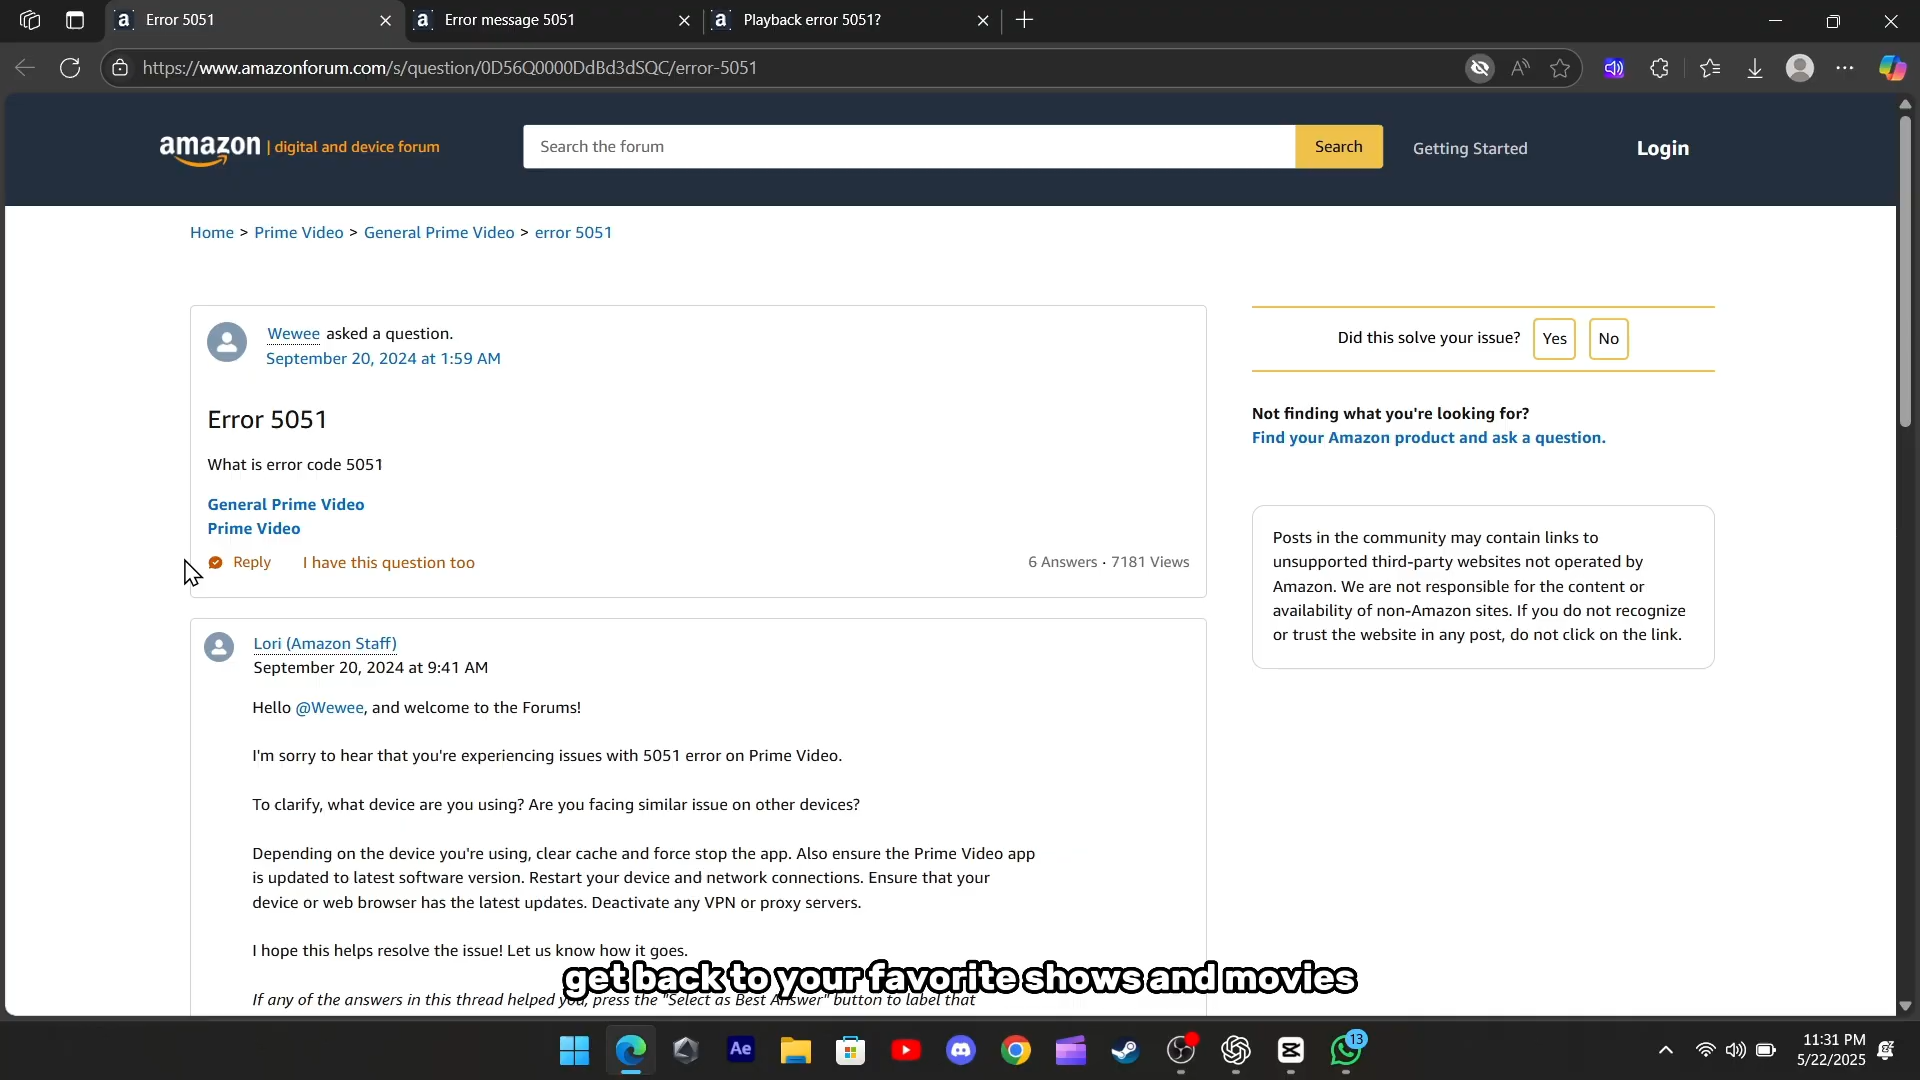 Error 5051
Error message 5051
Playback error 5051?
https://www.amazonforum.com/s/question/0D56Q0000DdBd3dSQC/error-5051
amazon | digital and device forum
Search the forum
Search
Getting Started
Login
Home > Prime Video > General Prime Video > error 5051
Wewee asked a question.
September 20, 2024 at 1:59 AM
Error 5051
What is error code 5051
General Prime Video
Prime Video
Reply
I have this question too
6 Answers · 7181 Views
Did this solve your issue?
Yes
No
Not finding what you're looking for?
Find your Amazon product and ask a question.
Posts in the community may contain links to
unsupported third-party websites not operated by
Amazon. We are not responsible for the content or
availability of non-Amazon sites. If you do not recognize
or trust the website in any post, do not click on the link.
Lori (Amazon Staff)
September 20, 2024 at 9:41 AM
Hello @Wewee, and welcome to the Forums!
I'm sorry to hear that you're experiencing issues with 5051 error on Prime Video.
To clarify, what device are you using? Are you facing similar issue on other devices?
Depending on the device you're using, clear cache and force stop the app. Also ensure the Prime Video app
is updated to latest software version. Restart your device and network connections. Ensure that your
device or web browser has the latest updates. Deactivate any VPN or proxy servers.
I hope this helps resolve the issue! Let us know how it goes.
get back to your favorite shows and movies
If any of the answers in this thread helped you, press the "Select as Best Answer" button to label that
Ae
13
11:31 PM
5/22/2025